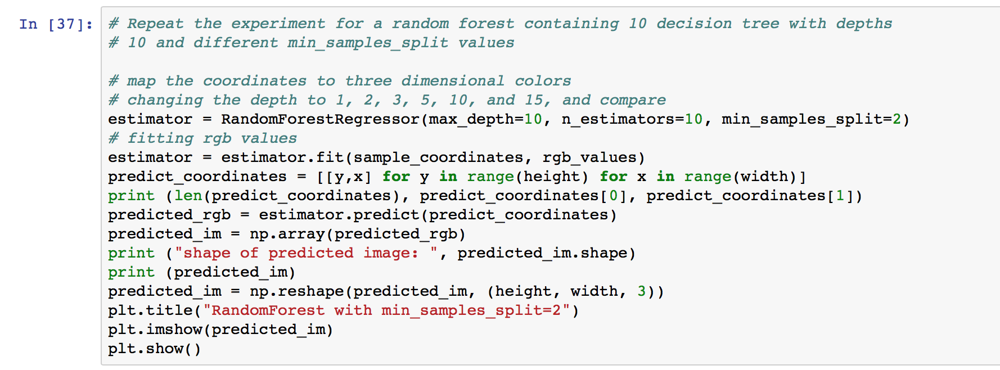 In [37]: # Repeat the experiment for a random forest containing 10 decision tree with depths
# 10 and different min_samples_split values
# map the coordinates to three dimensional colors
# changing the depth to 1, 2, 3, 5, 10, and 15, and compare
estimator = RandomForestRegressor(max_depth=10, n_estimators=10, min_samples_split=2)
# fitting rgb values
estimator = estimator.fit(sample_coordinates, rgb_values)
predict_coordinates = [[y,x] for y in range(height) for x in range(width)]
print (len(predict_coordinates), predict_coordinates[0], predict_coordinates[1])
predicted_rgb = estimator.predict(predict_coordinates)
predicted_im = np.array(predicted_rgb)
print ("shape of predicted image: ", predicted_im.shape)
print (predicted_im)
predicted_im = np.reshape(predicted_im, (height, width, 3))
plt.title("RandomForest with min_samples_split=2")
plt.imshow(predicted_im)
plt.show()